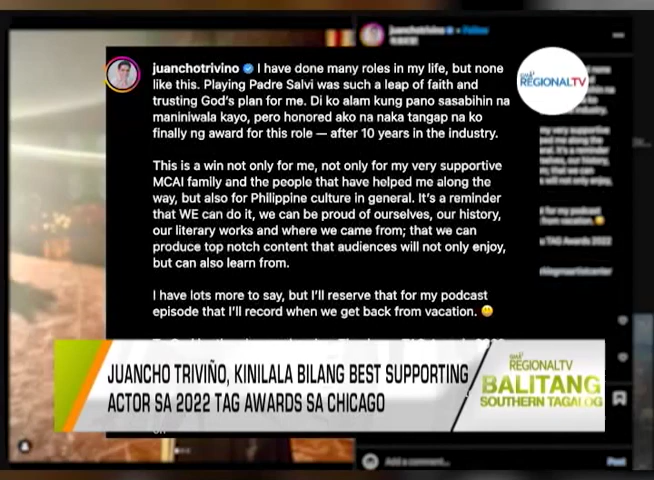 juanchotrivino I have done many roles in my life, but none
like this. Playing Padre Salvi was such a leap of faith and
trusting God's plan for me. Di ko alam kung pano sasabihin na
maniniwala kayo, pero honored ako na naka tangap na ko
finally ng award for this role — after 10 years in the industry.
This is a win not only for me, not only for my very supportive
MCAI family and the people that have helped me along the
way, but also for Philippine culture in general. It's a reminder
that WE can do it, we can be proud of ourselves, our history,
our literary works and where we came from; that we can
produce top notch content that audiences will not only enjoy,
but can also learn from.
I have lots more to say, but I'll reserve that for my podcast
episode that I'll record when we get back from vacation. 🙂
GMA REGIONALTV
JUANCHO TRIVIÑO, KINILALA BILANG BEST SUPPORTING
ACTOR SA 2022 TAG AWARDS SA CHICAGO
GMA REGIONALTV
BALITANG
SOUTHERN TAGALOG